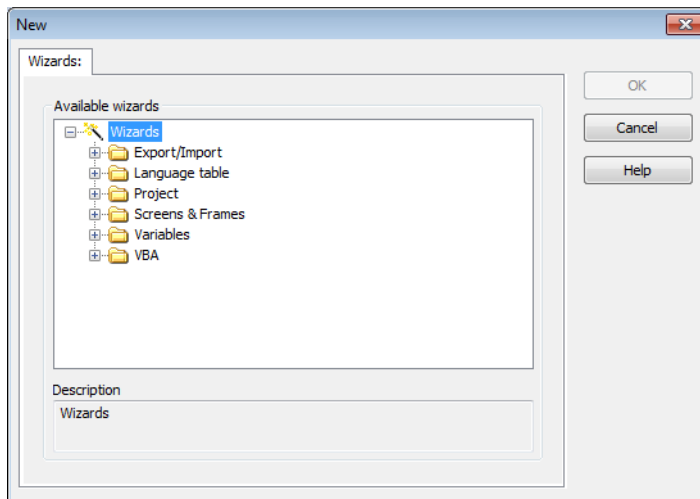 New
Wizards:
OK
Available wizards
Wizards
Cancel
Export/Import
Language table
Help
Project
Screens & Frames
Variables
VBA
Description
Wizards